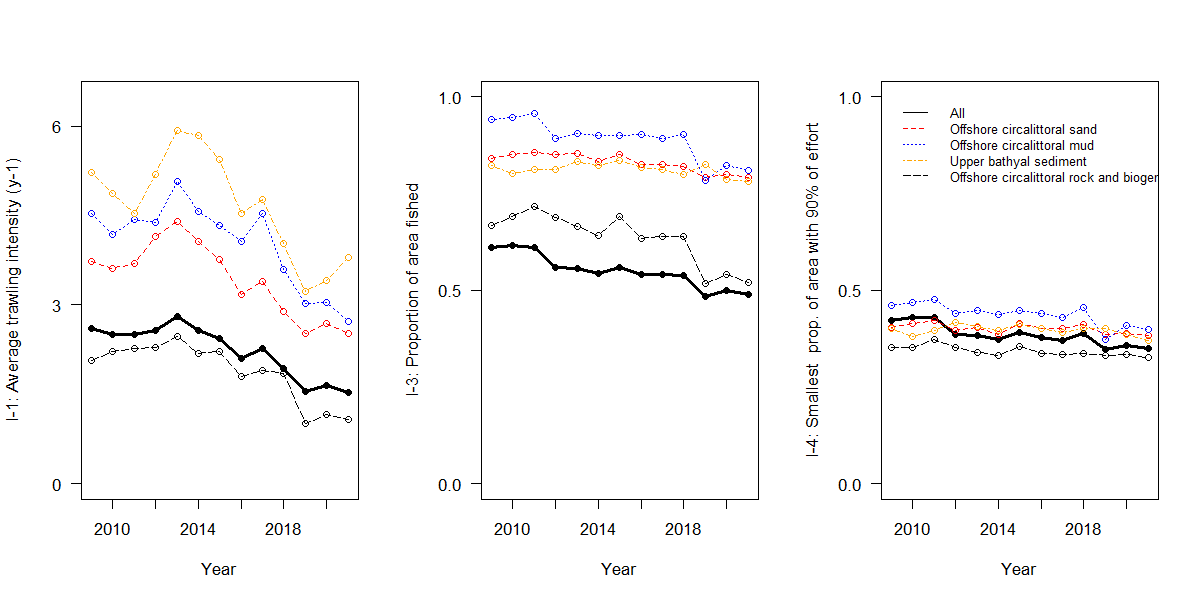 I-1: Average trawling intensity (y-1)
6
3
0
2010 2014 2018
Year
I-3: Proportion of area fished
1.0
0.5
0.0
2010 2014 2018
Year
I-4: Smallest prop. of area with 90% of effort
1.0
0.5
0.0
All
Offshore circalittoral sand
Offshore circalittoral mud
Upper bathyal sediment
Offshore circalittoral rock and bioger
2010 2014 2018
Year